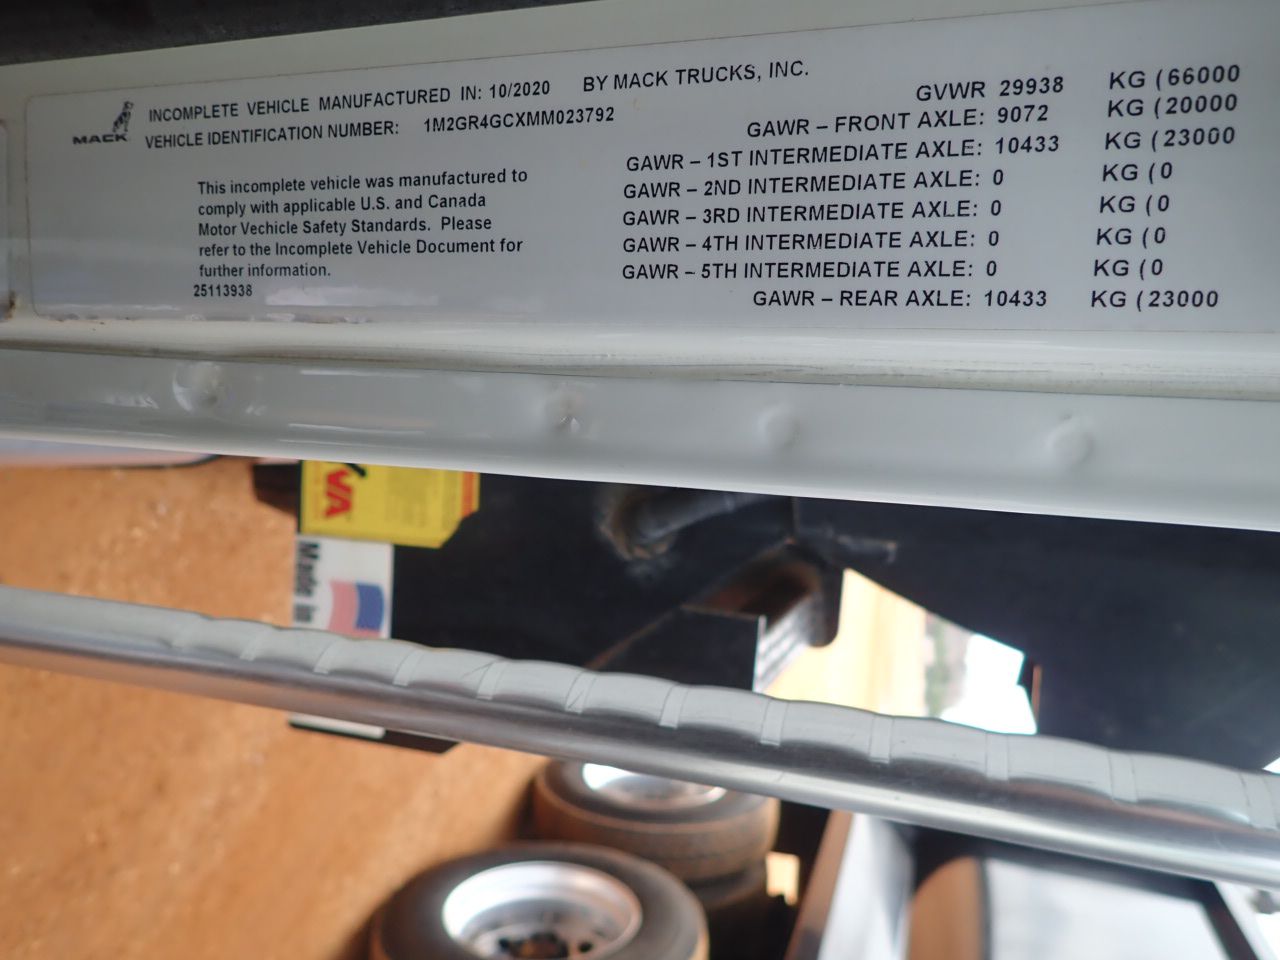 MACK
INCOMPLETE VEHICLE MANUFACTURED IN: 10/2020 BY MACK TRUCKS, INC.
VEHICLE IDENTIFICATION NUMBER: 1M2GR4GCXMM023792
This incomplete vehicle was manufactured to
comply with applicable U.S. and Canada
Motor Vechicle Safety Standards. Please
refer to the Incomplete Vehicle Document for
further information.
25113938
GVWR 29938 KG (66000
GAWR – FRONT AXLE: 9072 KG (20000
GAWR – 1ST INTERMEDIATE AXLE: 10433 KG (23000
GAWR – 2ND INTERMEDIATE AXLE: 0 KG (0
GAWR – 3RD INTERMEDIATE AXLE: 0 KG (0
GAWR – 4TH INTERMEDIATE AXLE: 0 KG (0
GAWR – 5TH INTERMEDIATE AXLE: 0 KG (0
GAWR – REAR AXLE: 10433 KG (23000
Made in